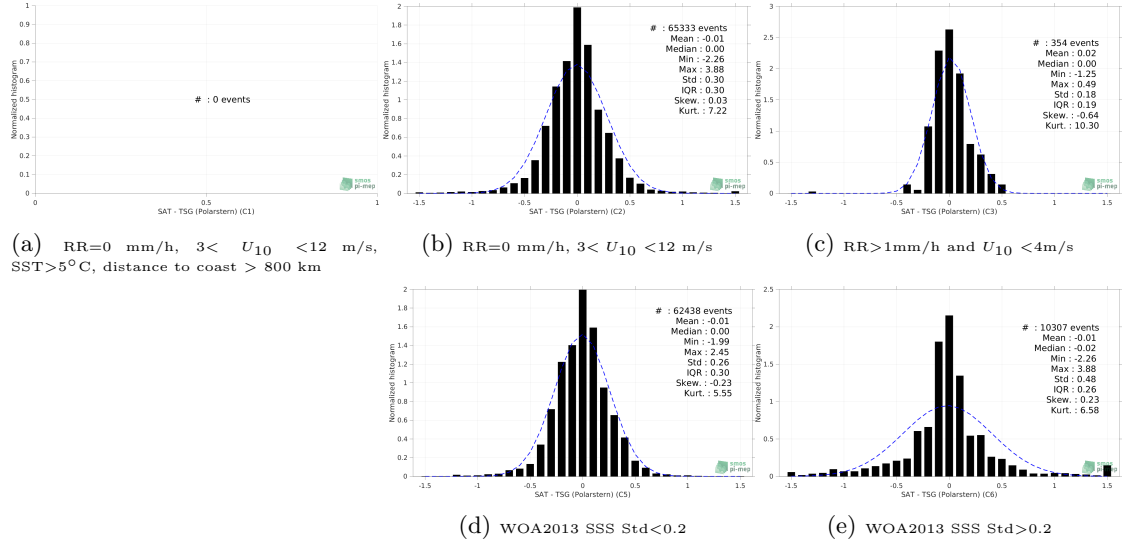 1
0.9
0.8
0.7
0.6
0.5
0.4
0.3
0.2
0.1
0
Normalized histogram
# : 0 events
smos
pi-mep
0 0.5 1
SAT - TSG (Polarstern) (C1)
(a) RR=0 mm/h, 3< U10 <12 m/s,
SST>5°C, distance to coast > 800 km
2
1.8
1.6
1.4
1.2
1
0.8
0.6
0.4
0.2
0
Normalized histogram
# : 65333 events
Mean : -0.01
Median : 0.00
Min : -2.26
Max : 3.88
Std : 0.30
IQR : 0.30
Skew. : 0.03
Kurt. : 7.22
smos
pi-mep
-1.5 -1 -0.5 0 0.5 1 1.5
SAT - TSG (Polarstern) (C2)
(b) RR=0 mm/h, 3< U10 <12 m/s
3
2.5
2
1.5
1
0.5
0
Normalized histogram
# : 354 events
Mean : 0.02
Median : 0.00
Min : -1.25
Max : 0.49
Std : 0.18
IQR : 0.19
Skew. : -0.64
Kurt. : 10.30
smos
pi-mep
-1.5 -1 -0.5 0 0.5 1 1.5
SAT - TSG (Polarstern) (C3)
(c) RR>1mm/h and U10 <4m/s
2
1.8
1.6
1.4
1.2
1
0.8
0.6
0.4
0.2
0
Normalized histogram
# : 62438 events
Mean : -0.01
Median : 0.00
Min : -1.99
Max : 2.45
Std : 0.26
IQR : 0.30
Skew. : -0.23
Kurt. : 5.55
smos
pi-mep
-1.5 -1 -0.5 0 0.5 1 1.5
SAT - TSG (Polarstern) (C5)
(d) WOA2013 SSS Std<0.2
2.5
2
1.5
1
0.5
0
Normalized histogram
# : 10307 events
Mean : -0.01
Median : -0.02
Min : -2.26
Max : 3.88
Std : 0.48
IQR : 0.26
Skew. : 0.23
Kurt. : 6.58
smos
pi-mep
-1.5 -1 -0.5 0 0.5 1 1.5
SAT - TSG (Polarstern) (C6)
(e) WOA2013 SSS Std>0.2